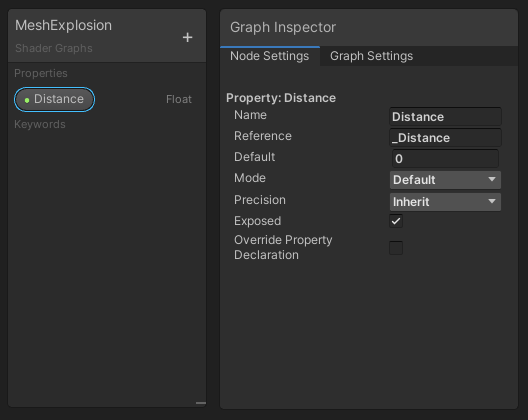 MeshExplosion
Shader Graphs
+
Properties
Distance Float
Keywords
Graph Inspector
Node Settings Graph Settings
Property: Distance
Name Distance
Reference _Distance
Default 0
Mode Default
Precision Inherit
Exposed
Override Property
Declaration